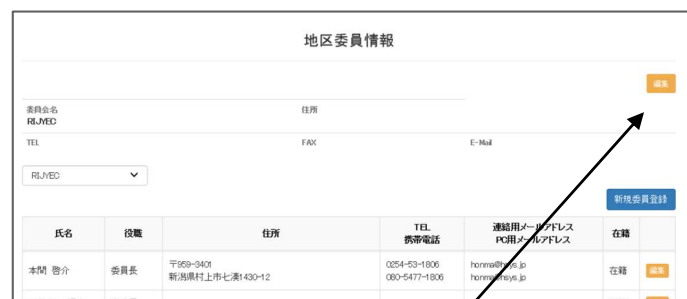 地区委員情報
編集
委員会名
住所
RIJYEC
TEL
FAX
E-Mail
RIJYEC
新規委員登録
氏名
役職
住所
TEL
携帯電話
連絡用メールアドレス
PC用メールアドレス
在籍
本間 啓介
委員長
〒959-3401
新潟県村上市七湊1430-12
0254-53-1806
080-5477-1806
honma@hsys.jp
honma@hsys.jp
在籍
編集